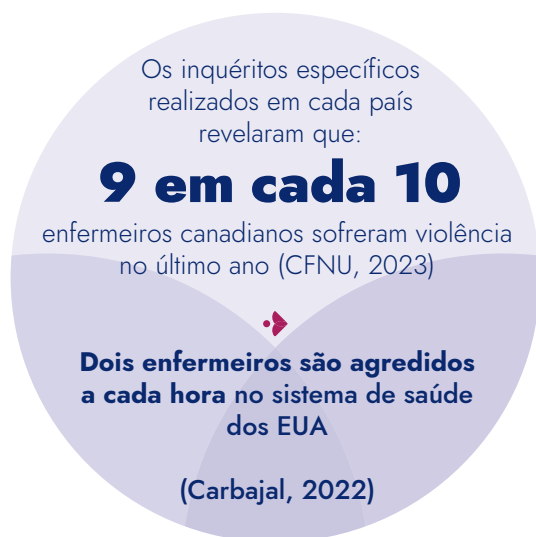 Os inquéritos específicos
realizados em cada país
revelaram que:
9 em cada 10
enfermeiros canadianos sofreram violência
no último ano (CFNU, 2023)
Dois enfermeiros são agredidos
a cada hora no sistema de saúde
dos EUA
(Carbajal, 2022)